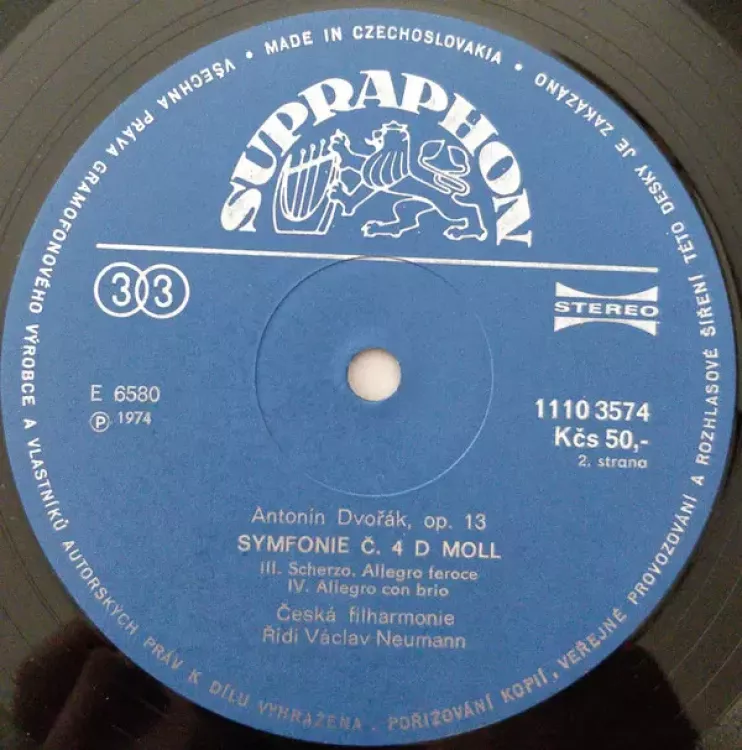 MADE IN CZECHOSLOVAKIA • VŠECHNA PRÁVA GRAMOFONOVÉHO VÝROBCE A VLASTNÍKŮ AUTORSKÝCH PRÁV K DÍLU VYHRAŽENA. POŘIZOVÁNÍ KOPIÍ, VEŘEJNÉ PROVOZOVÁNÍ A ROZHLASOVÉ ŠÍŘENÍ TÉTO DESKY JE ZAKÁZÁNO •
SUPRAPHON
33
STEREO
E 6580
Ⓟ 1974
1110 3574
Kčs 50,-
2. strana
Antonín Dvořák, op. 13
SYMFONIE Č. 4 D MOLL
III. Scherzo. Allegro feroce
IV. Allegro con brio
Česká filharmonie
Řídí Václav Neumann